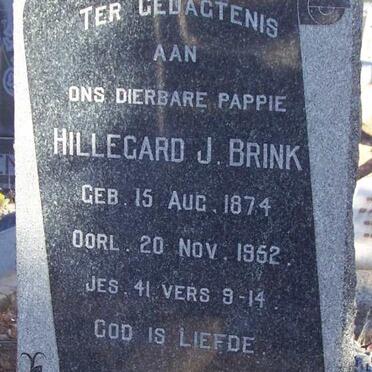 TER GEDAGTENIS
AAN
ONS DIERBARE PAPPIE
HILLEGARD J. BRINK
GEB. 15 AUG. 1874
OORL. 20 NOV. 1952.
JES. 41 VERS 9-14.
GOD IS LIEFDE.